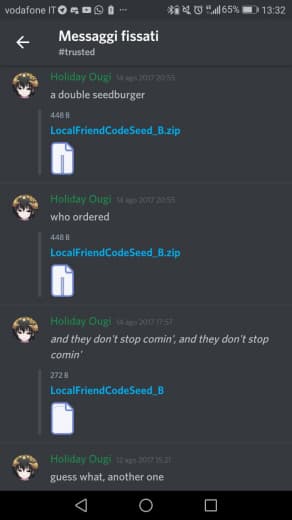 vodafone IT 65% 13:32
Messaggi fissati
#trusted
Holiday Ougi 14 ago 2017 20:55
a double seedburger
448 B
LocalFriendCodeSeed_B.zip
Holiday Ougi 14 ago 2017 20:55
who ordered
448 B
LocalFriendCodeSeed_B.zip
Holiday Ougi 14 ago 2017 17:57
and they don't stop comin', and they don't stop
comin'
272 B
LocalFriendCodeSeed_B
Holiday Ougi 12 ago 2017 15:21
guess what, another one